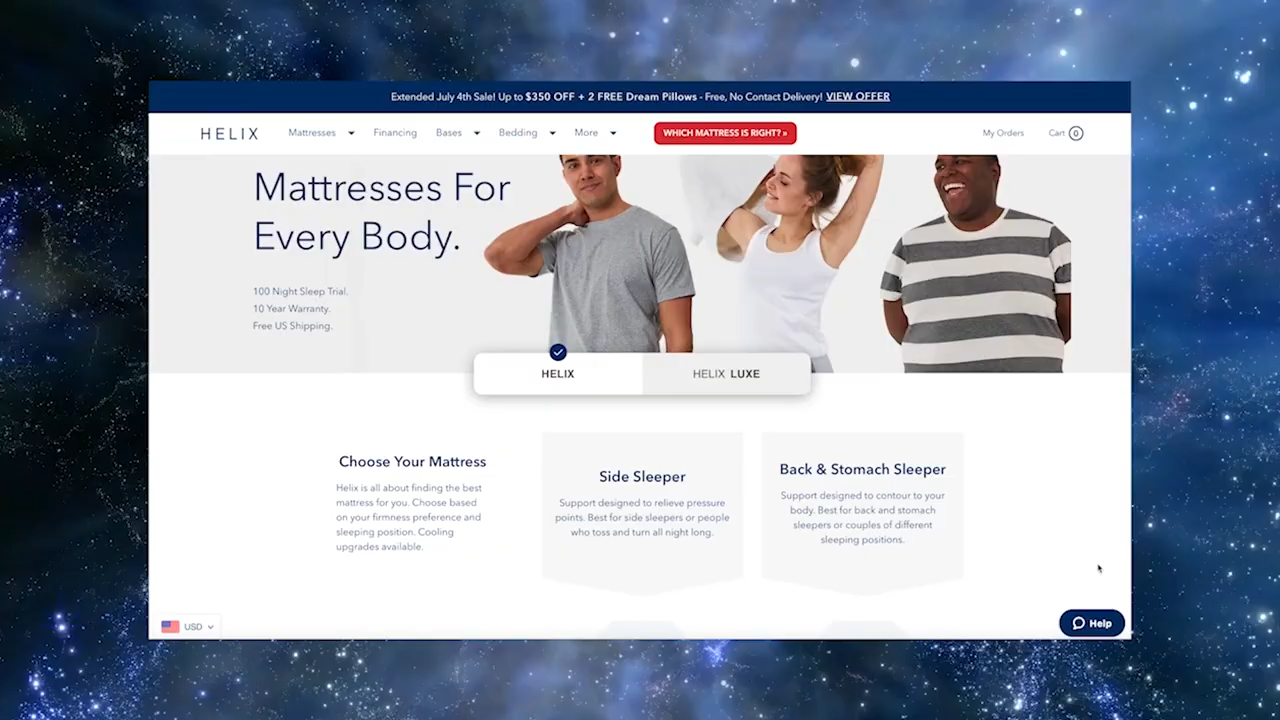 Extended July 4th Sale! Up to $350 OFF + 2 FREE Dream Pillows - Free, No Contact Delivery! VIEW OFFER
HELIX Mattresses Financing Bases Bedding More WHICH MATTRESS IS RIGHT? » My Orders Cart 0
Mattresses For
Every Body.
100 Night Sleep Trial.
10 Year Warranty.
Free US Shipping.
HELIX HELIX LUXE
Choose Your Mattress
Helix is all about finding the best
mattress for you. Choose based
on your firmness preference and
sleeping position. Cooling
upgrades available.
Side Sleeper
Support designed to relieve pressure
points. Best for side sleepers or people
who toss and turn all night long.
Back & Stomach Sleeper
Support designed to contour to your
body. Best for back and stomach
sleepers or couples of different
sleeping positions.
USD
Help